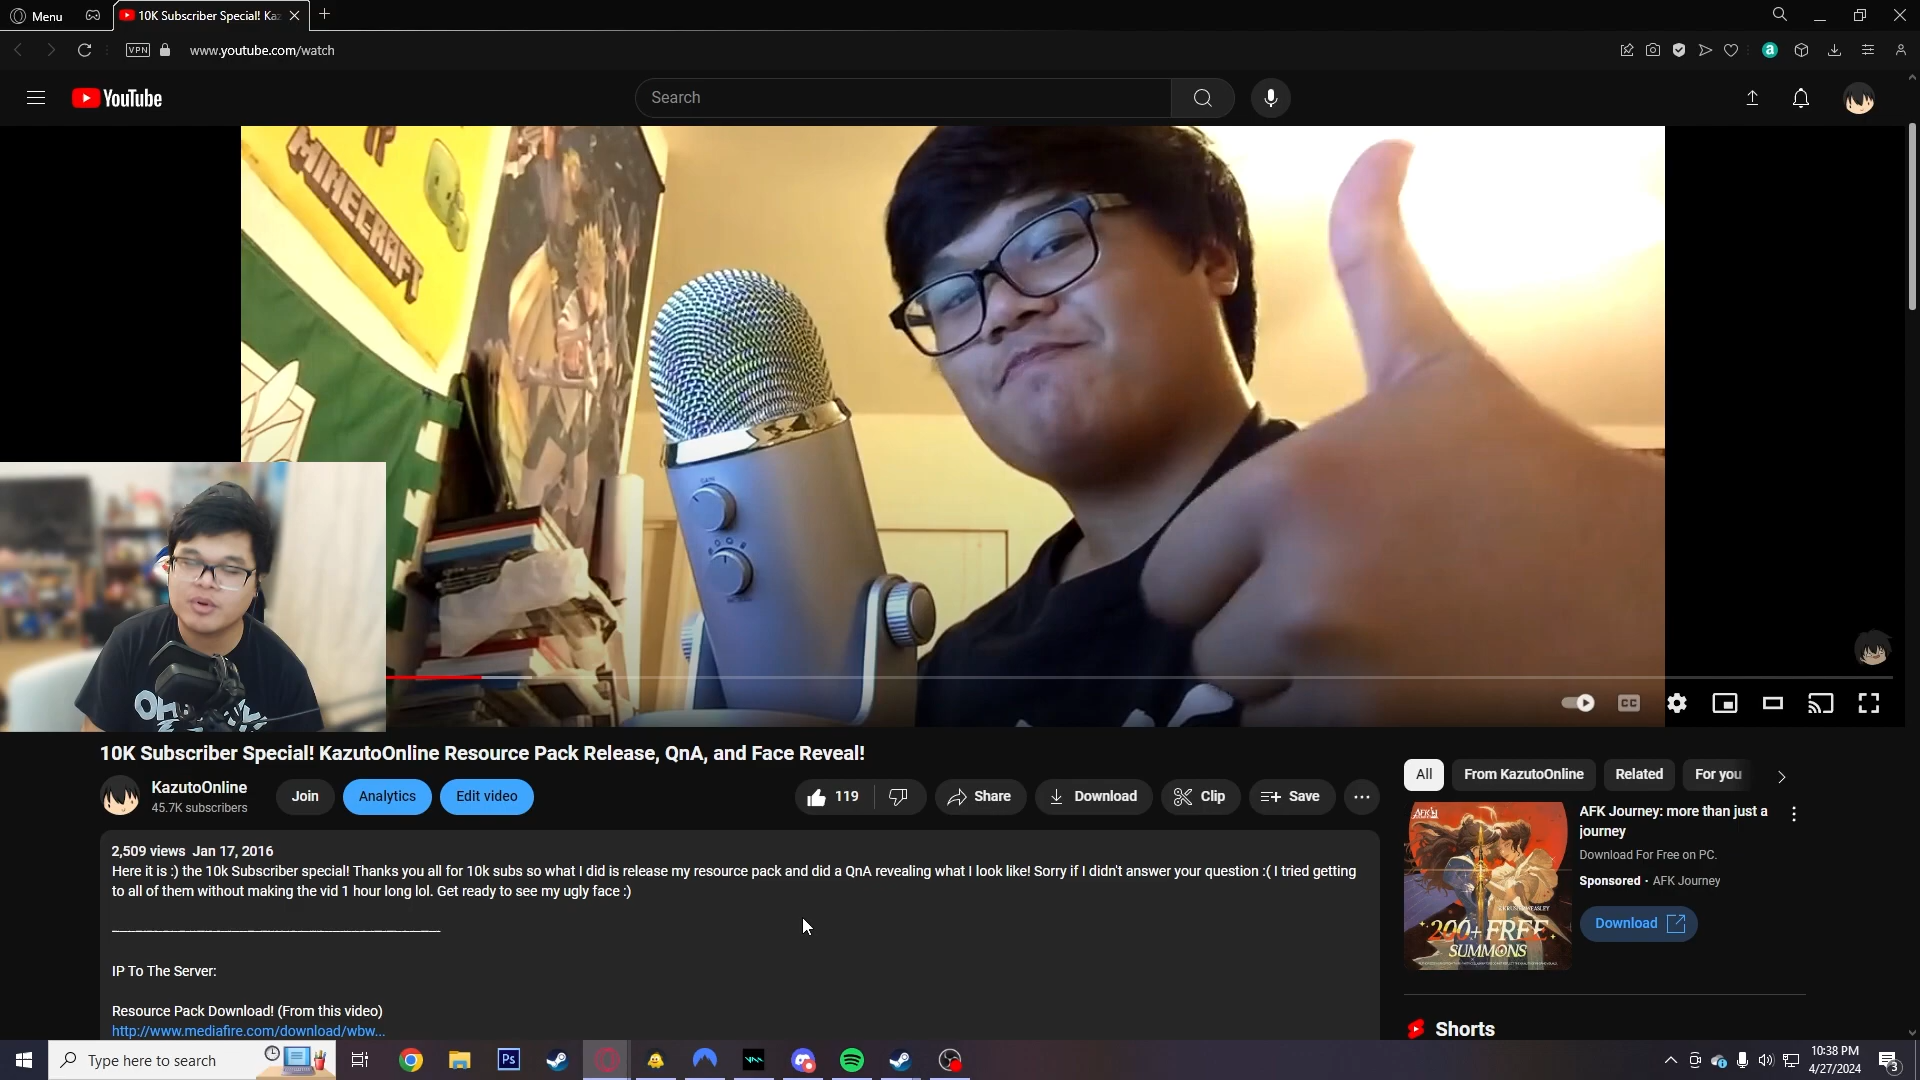 Menu
10K Subscriber Special! Kaz
VPN
www.youtube.com/watch
YouTube
Search
MINECRAFT
GAIN
CC
10K Subscriber Special! KazutoOnline Resource Pack Release, QnA, and Face Reveal!
KazutoOnline
45.7K subscribers
Join
Analytics
Edit video
119
Share
Download
Clip
Save
All
From KazutoOnline
Related
For you
2,509 views Jan 17, 2016
Here it is :) the 10k Subscriber special! Thanks you all for 10k subs so what I did is release my resource pack and did a QnA revealing what I look like! Sorry if I didn't answer your question :( I tried getting
to all of them without making the vid 1 hour long lol. Get ready to see my ugly face :)
IP To The Server:
Resource Pack Download! (From this video)
http://www.mediafire.com/download/wbw...
200+ FREE
SUMMONS
AFK Journey: more than just a
journey
Download For Free on PC.
Sponsored · AFK Journey
Download
Shorts
Type here to search
Ps
10:38 PM
4/27/2024
3